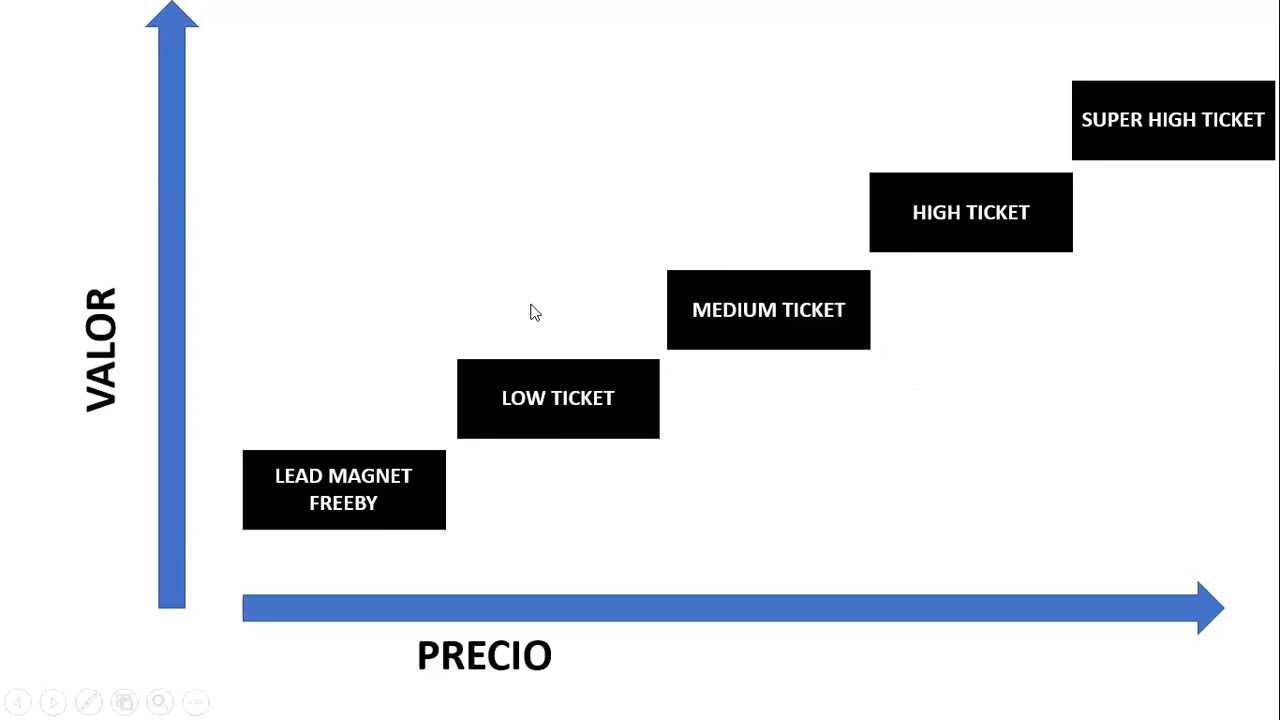 SUPER HIGH TICKET
HIGH TICKET
MEDIUM TICKET
LOW TICKET
LEAD MAGNET
FREEBY
VALOR
PRECIO